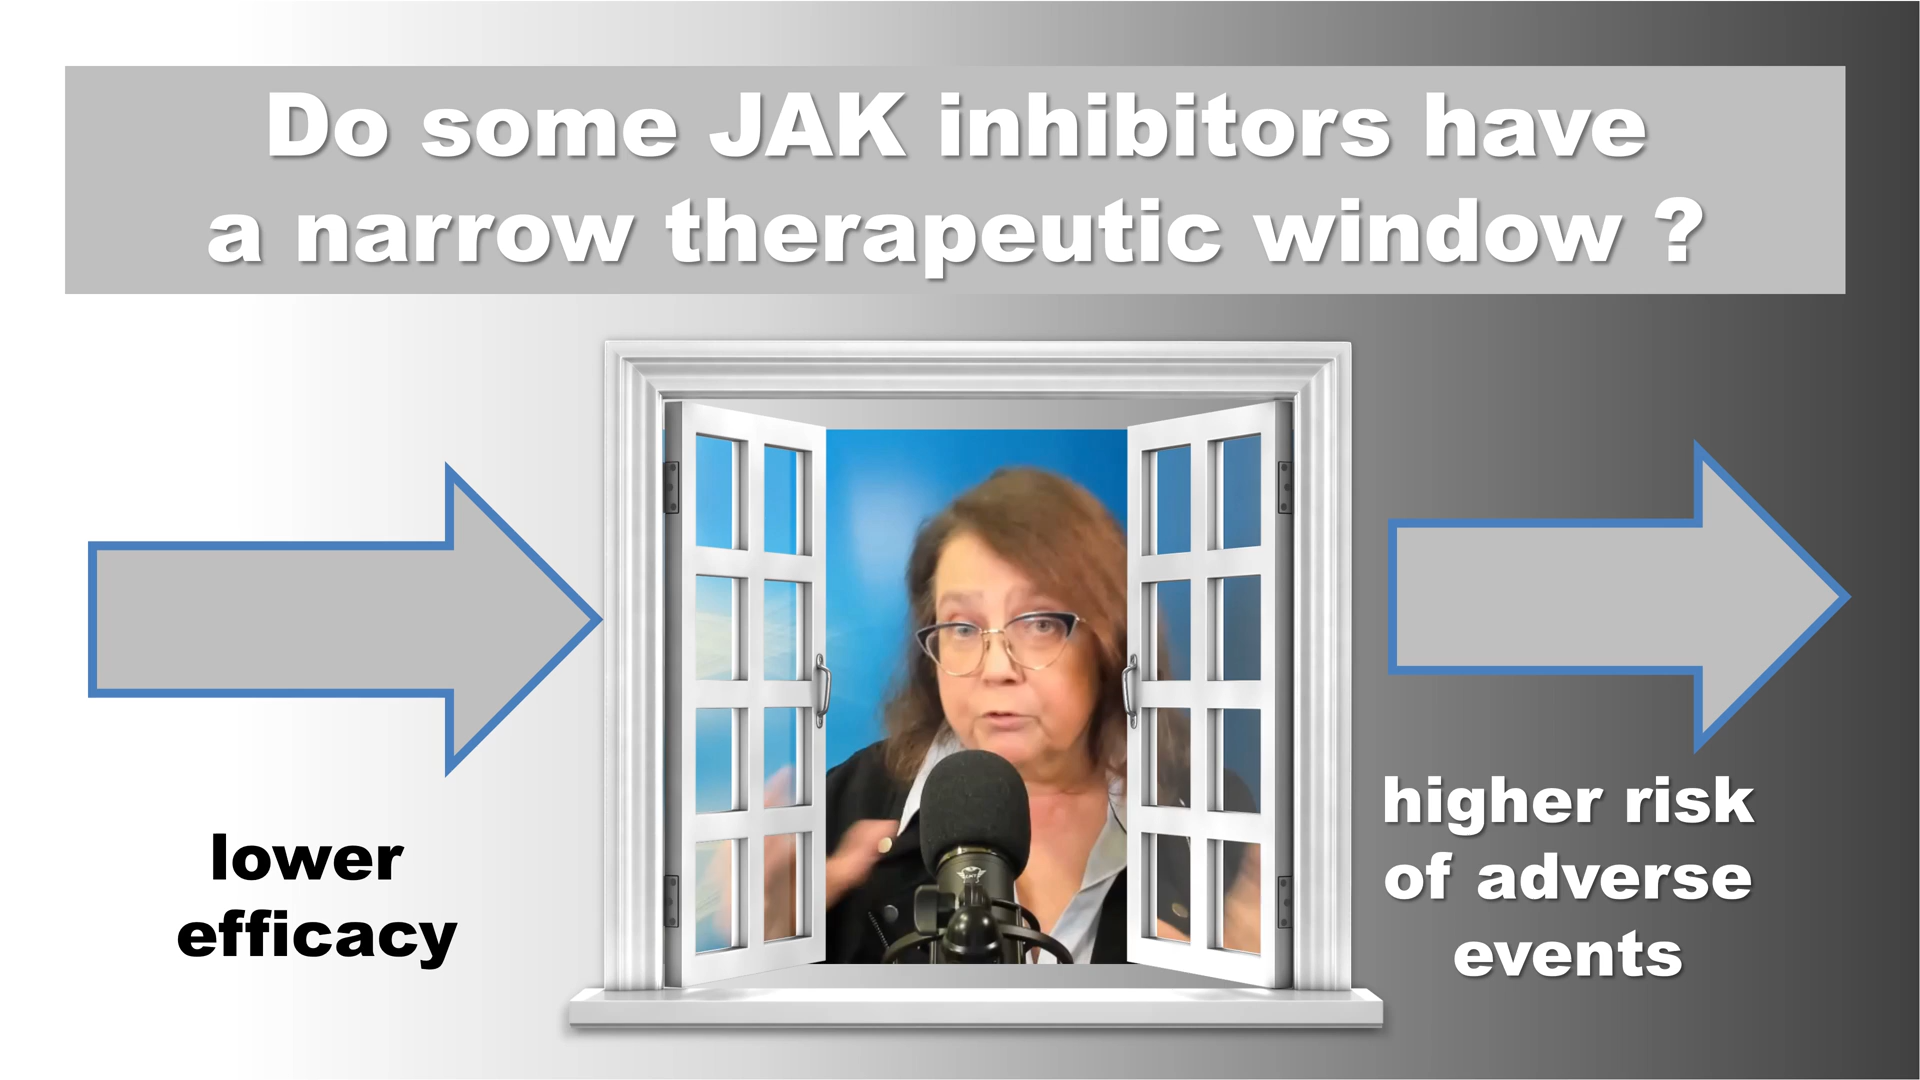 Do some JAK inhibitors have
a narrow therapeutic window ?
lower
efficacy
higher risk
of adverse
events